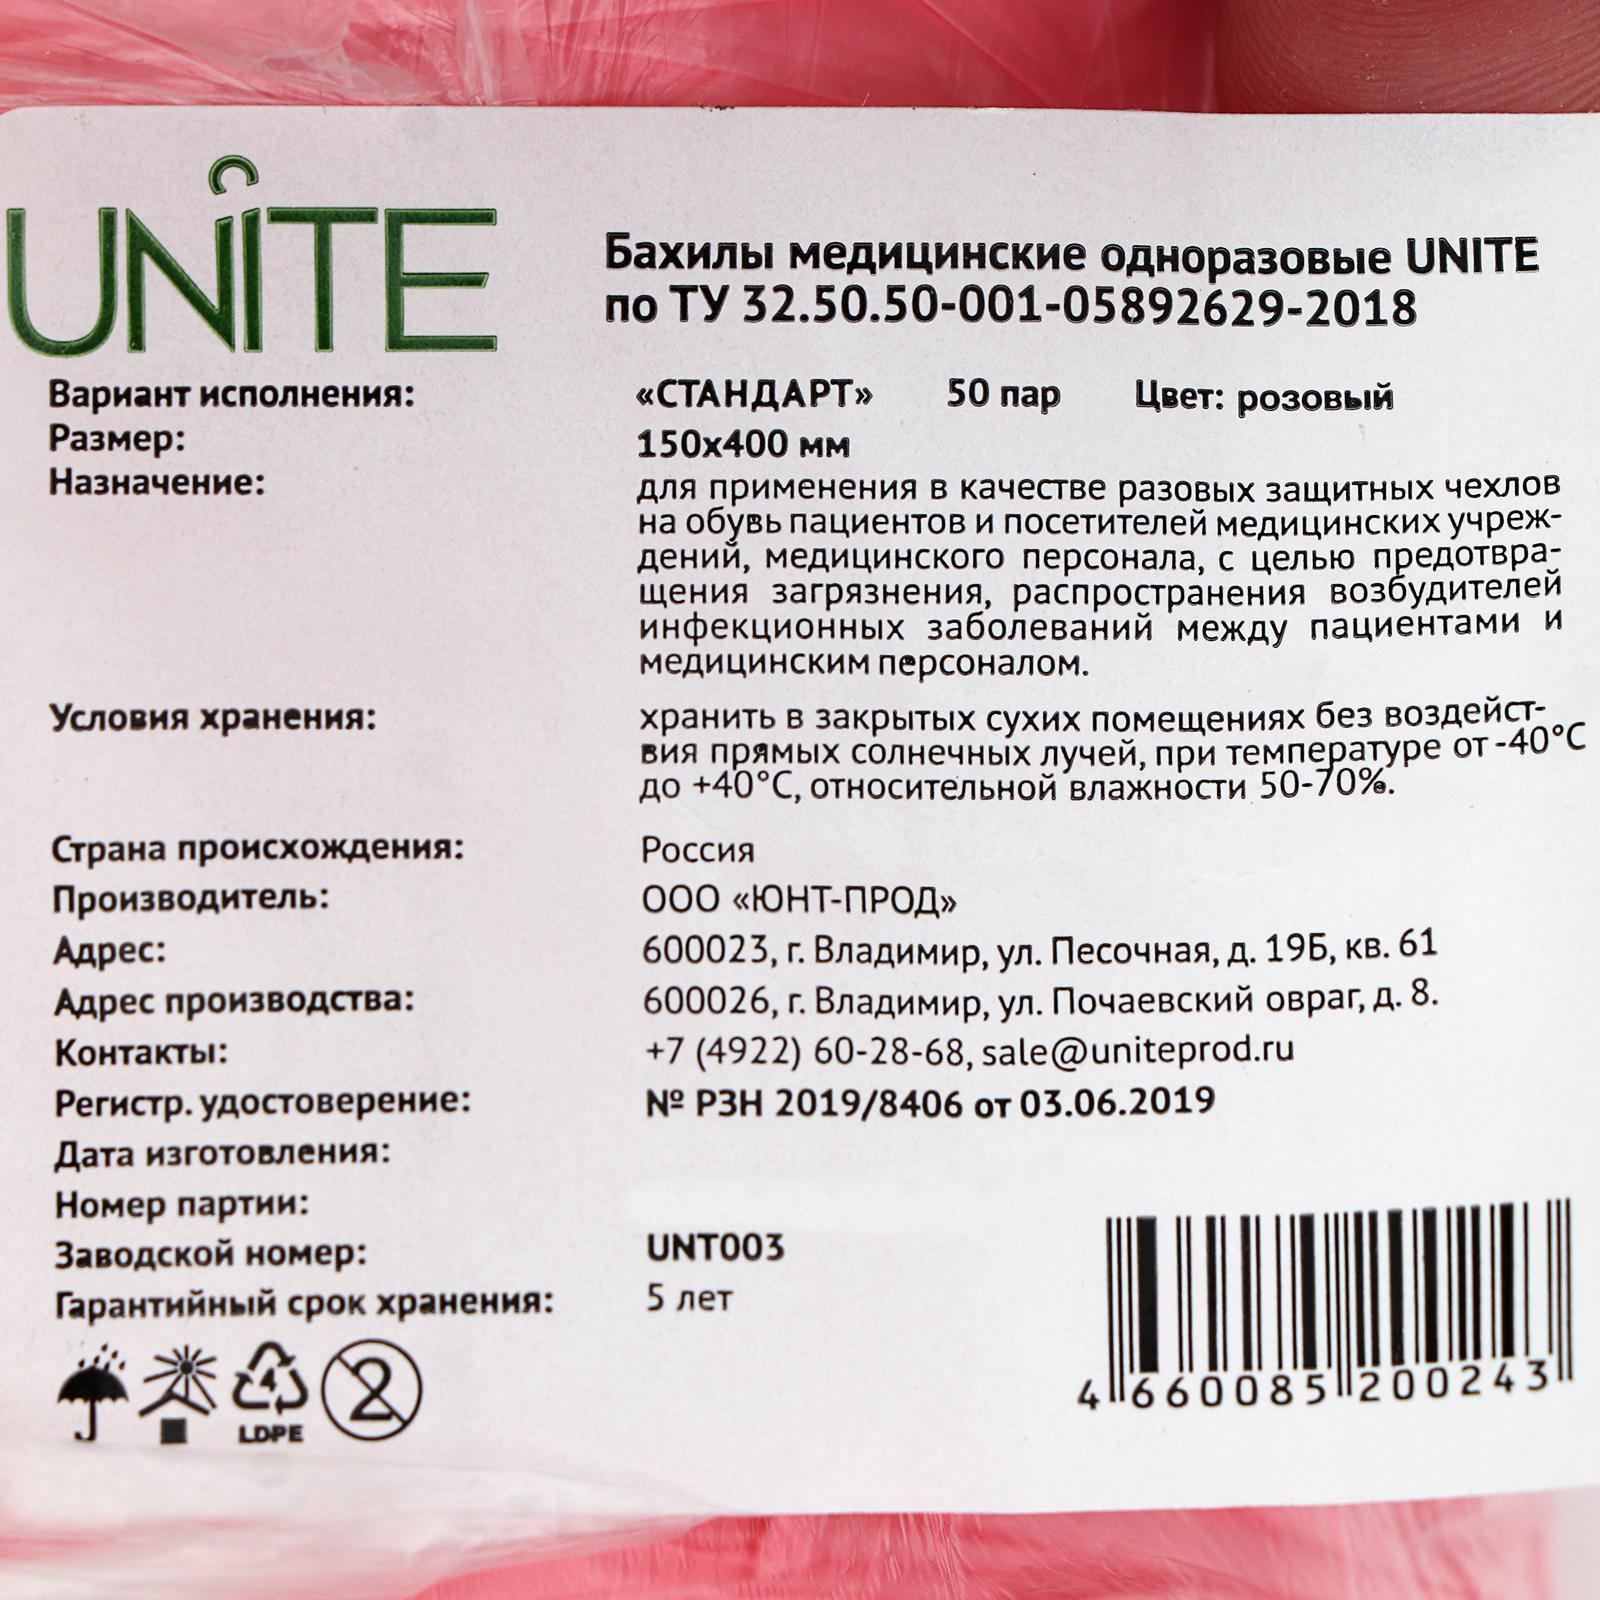 UNITE
Бахилы медицинские одноразовые UNITE
по ТУ 32.50.50-001-05892629-2018
Вариант исполнения: «СТАНДАРТ» 50 пар Цвет: розовый
Размер: 150х400 мм
Назначение: для применения в качестве разовых защитных чехлов
на обувь пациентов и посетителей медицинских учреж-
дений, медицинского персонала, с целью предотвра-
щения загрязнения, распространения возбудителей
инфекционных заболеваний между пациентами и
медицинским персоналом.
Условия хранения: хранить в закрытых сухих помещениях без воздейст-
вия прямых солнечных лучей, при температуре от -40°С
до +40°С, относительной влажности 50-70%.
Страна происхождения: Россия
Производитель: ООО «ЮНТ-ПРОД»
Адрес: 600023, г. Владимир, ул. Песочная, д. 19Б, кв. 61
Адрес производства: 600026, г. Владимир, ул. Почаевский овраг, д. 8.
Контакты: +7 (4922) 60-28-68, sale@uniteprod.ru
Регистр. удостоверение: № РЗН 2019/8406 от 03.06.2019
Дата изготовления:
Номер партии:
Заводской номер: UNT003
Гарантийный срок хранения: 5 лет
4
LDPE
2
4 660085 200243